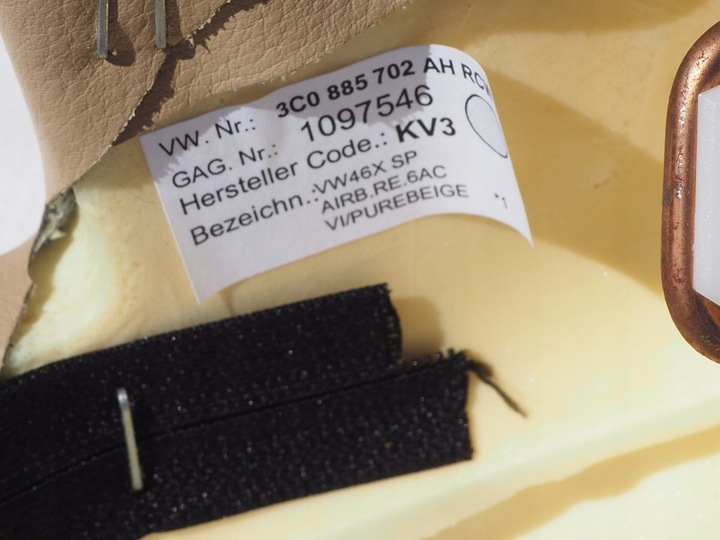 VW. Nr.: 3C0 885 702 AH
GAG. Nr.: 1097546
Hersteller Code.: KV3
Bezeichn.: VW46X SP
AIRB.RE.6AC
VI/PUREBEIGE *1